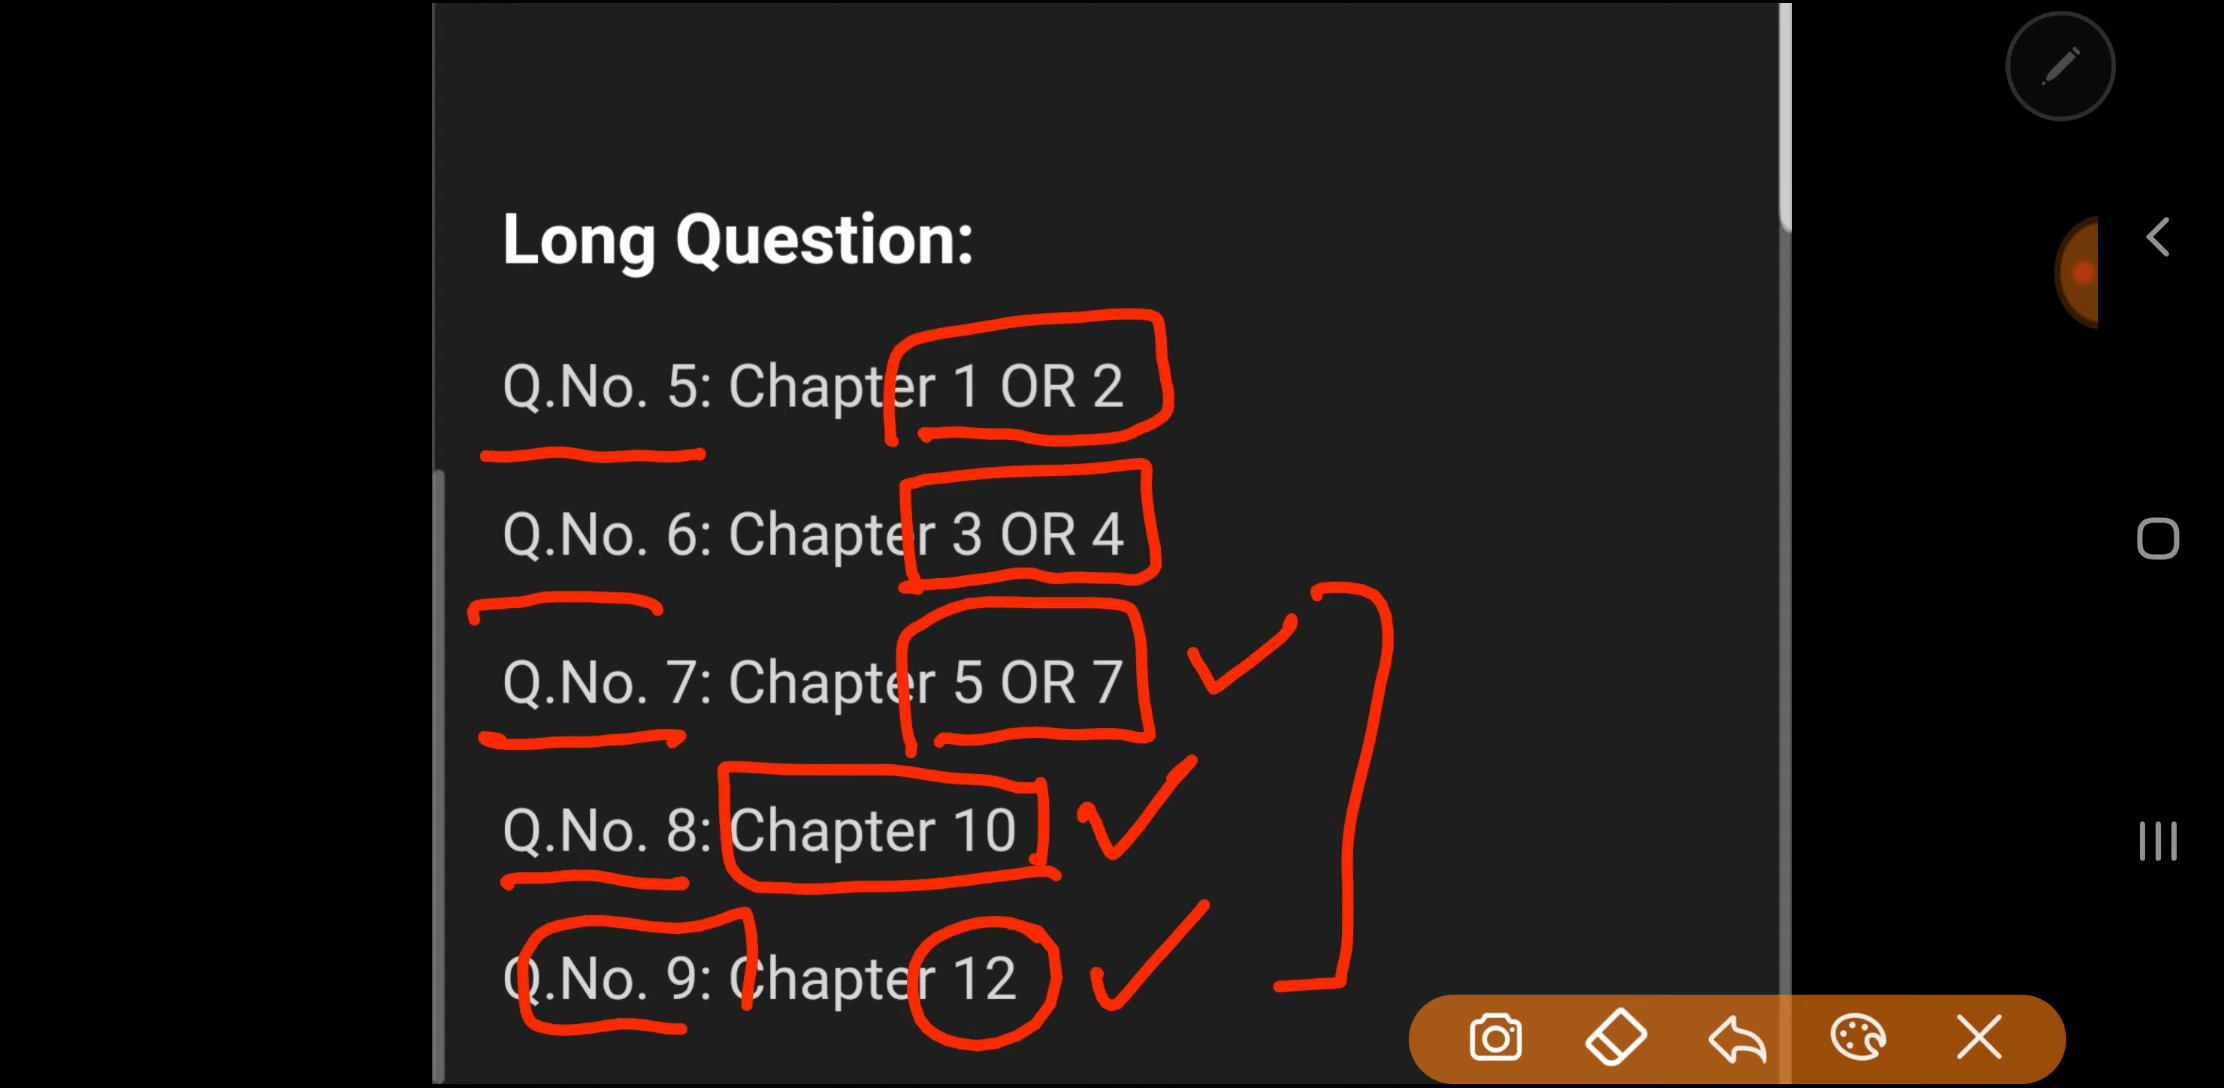 Long Question:
Q.No. 5: Chapter 1 OR 2
Q.No. 6: Chapter 3 OR 4
Q.No. 7: Chapter 5 OR 7
Q.No. 8: Chapter 10
Q.No. 9: Chapter 12